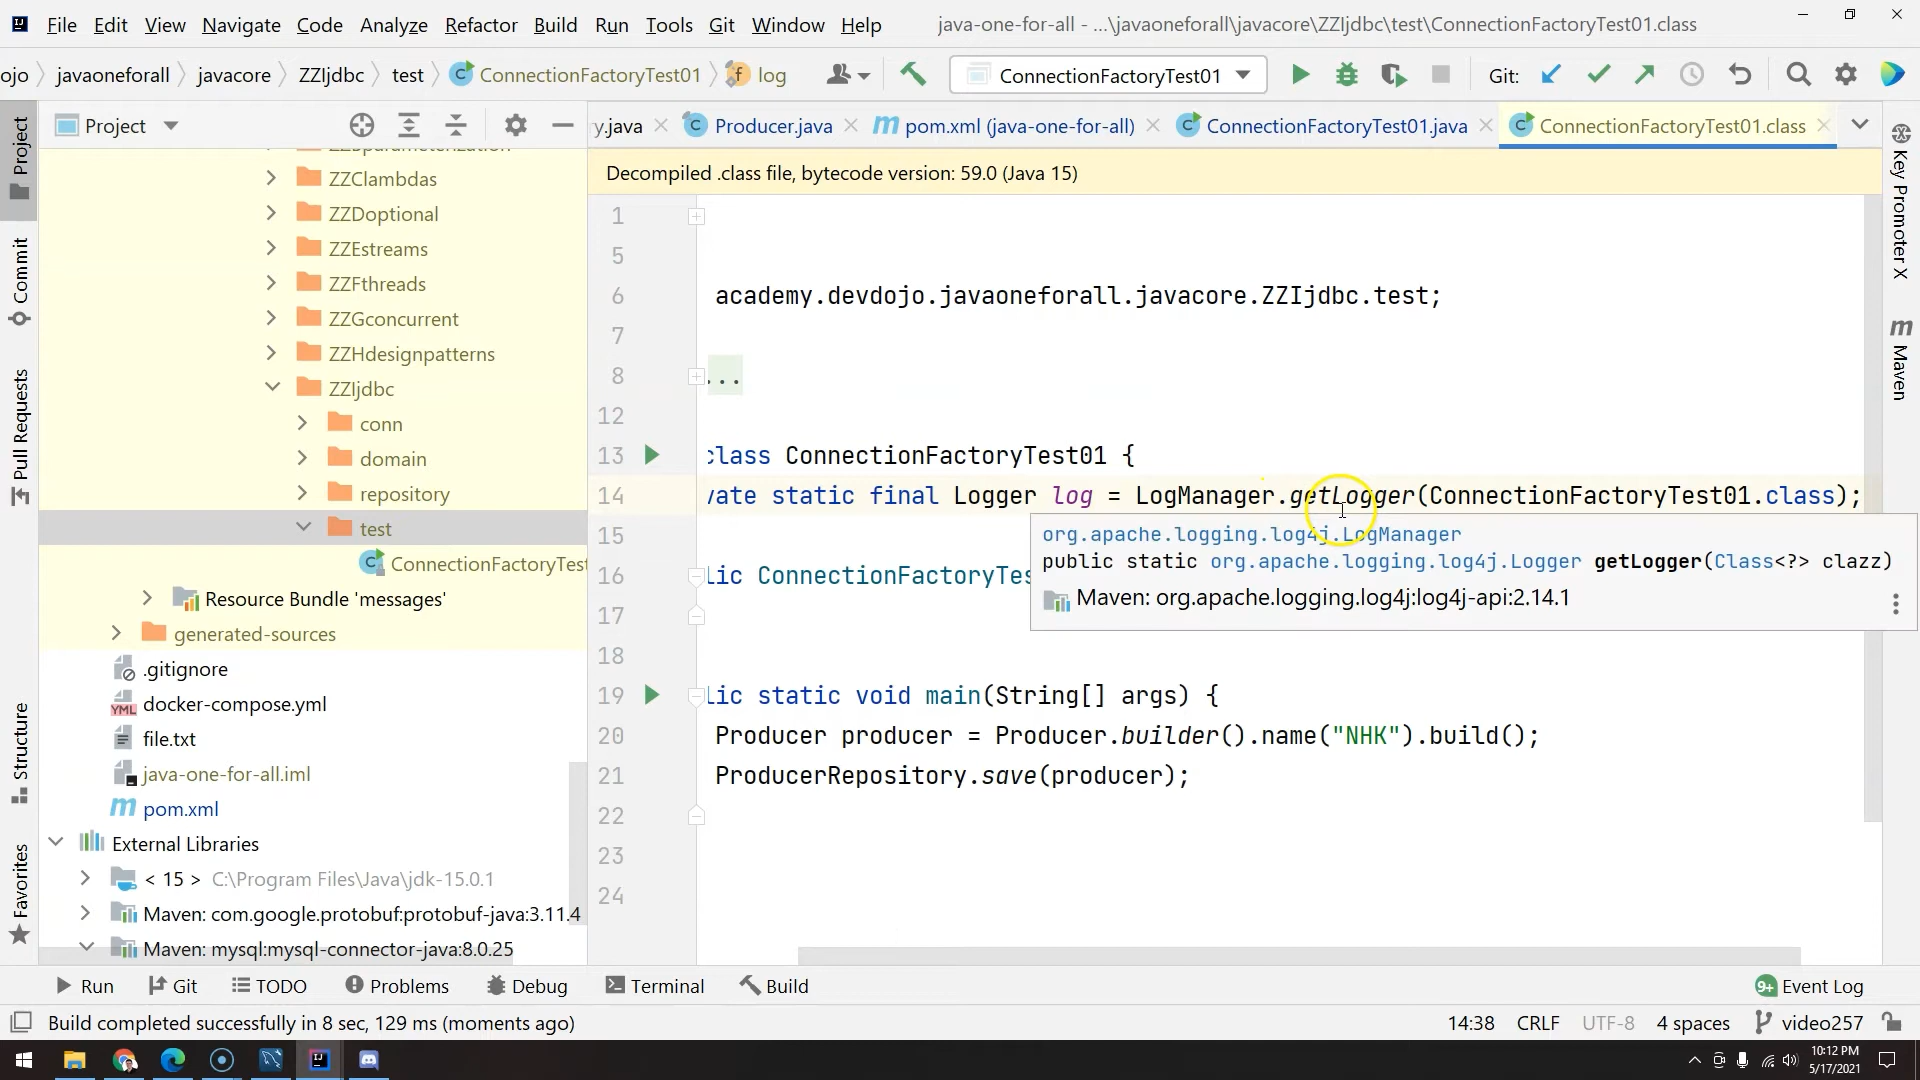 File Edit View Navigate Code Analyze Refactor Build Run Tools Git Window Help java-one-for-all - ...\javaoneforall\javacore\ZZIjdbc\test\ConnectionFactoryTest01.class
ojo javaoneforall javacore ZZIjdbc test ConnectionFactoryTest01 log ConnectionFactoryTest01 Git:
Project y.java Producer.java pom.xml (java-one-for-all) ConnectionFactoryTest01.java ConnectionFactoryTest01.class
Decompiled .class file, bytecode version: 59.0 (Java 15)
Project
Commit
Pull Requests
Structure
Favorites
ZZClambdas
ZZDoptional
ZZEstreams
ZZFthreads
ZZGconcurrent
ZZHdesignpatterns
ZZIjdbc
conn
domain
repository
test
ConnectionFactoryTest
Resource Bundle 'messages'
generated-sources
.gitignore
docker-compose.yml
YML
file.txt
java-one-for-all.iml
pom.xml
External Libraries
< 15 > C:\Program Files\Java\jdk-15.0.1
Maven: com.google.protobuf:protobuf-java:3.11.4
Maven: mysql:mysql-connector-java:8.0.25
1
5
6 academy.devdojo.javaoneforall.javacore.ZZIjdbc.test;
7
8 ...
12
13 class ConnectionFactoryTest01 {
14 vate static final Logger log = LogManager.getLogger(ConnectionFactoryTest01.class);
15
16 lic ConnectionFactoryTe
17
18
19 lic static void main(String[] args) {
20 Producer producer = Producer.builder().name("NHK").build();
21 ProducerRepository.save(producer);
22
23
24
org.apache.logging.log4j.LogManager
public static org.apache.logging.log4j.Logger getLogger(Class<?> clazz)
Maven: org.apache.logging.log4j:log4j-api:2.14.1
Key Promoter X
Maven
Run Git TODO Problems Debug Terminal Build 9+ Event Log
Build completed successfully in 8 sec, 129 ms (moments ago) 14:38 CRLF UTF-8 4 spaces video257
10:12 PM
5/17/2021